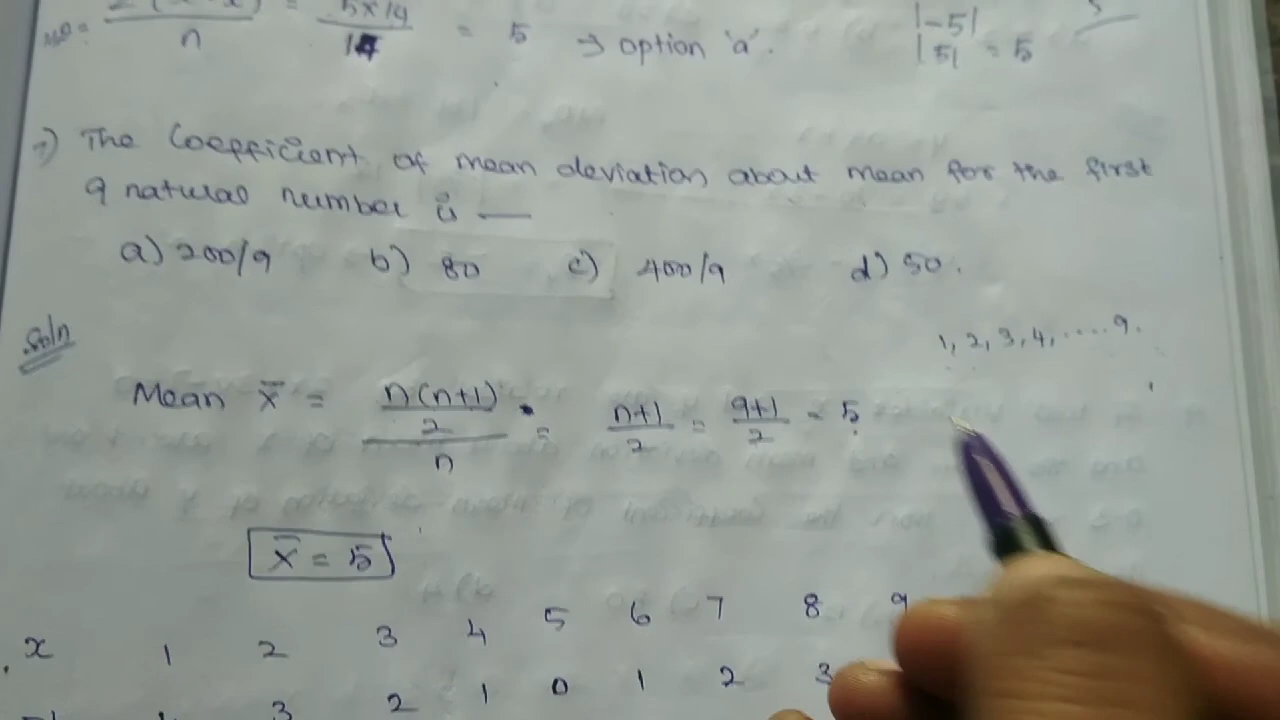 MD = Σ(x-x̄) / n = 5x14 / 14 = 5 → option 'a'.
|-5|
|5| = 5
7) The Coefficient of mean deviation about mean for the first
9 natural number is —
a) 200/9 b) 80 c) 400/9 d) 50.
Soln
1, 2, 3, 4, ..... 9.
Mean x̄ = n(n+1)/2 / n = n+1/2 = 9+1/2 = 5
x̄ = 5
x 1 2 3 4 5 6 7 8 9
3 2 1 0 1 2 3